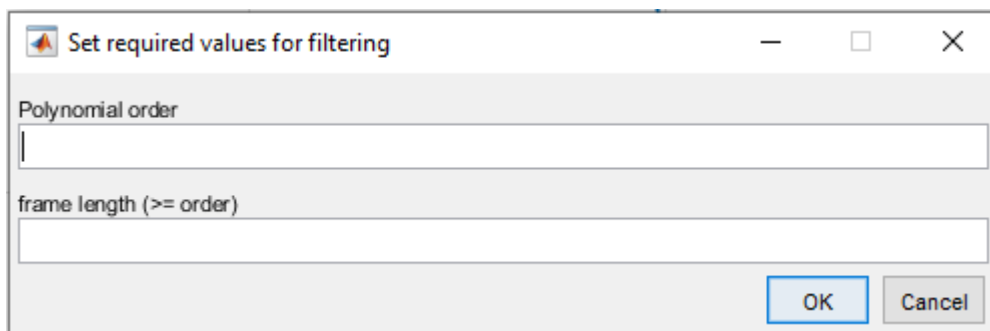 Set required values for filtering
Polynomial order
frame length (>= order)
OK
Cancel